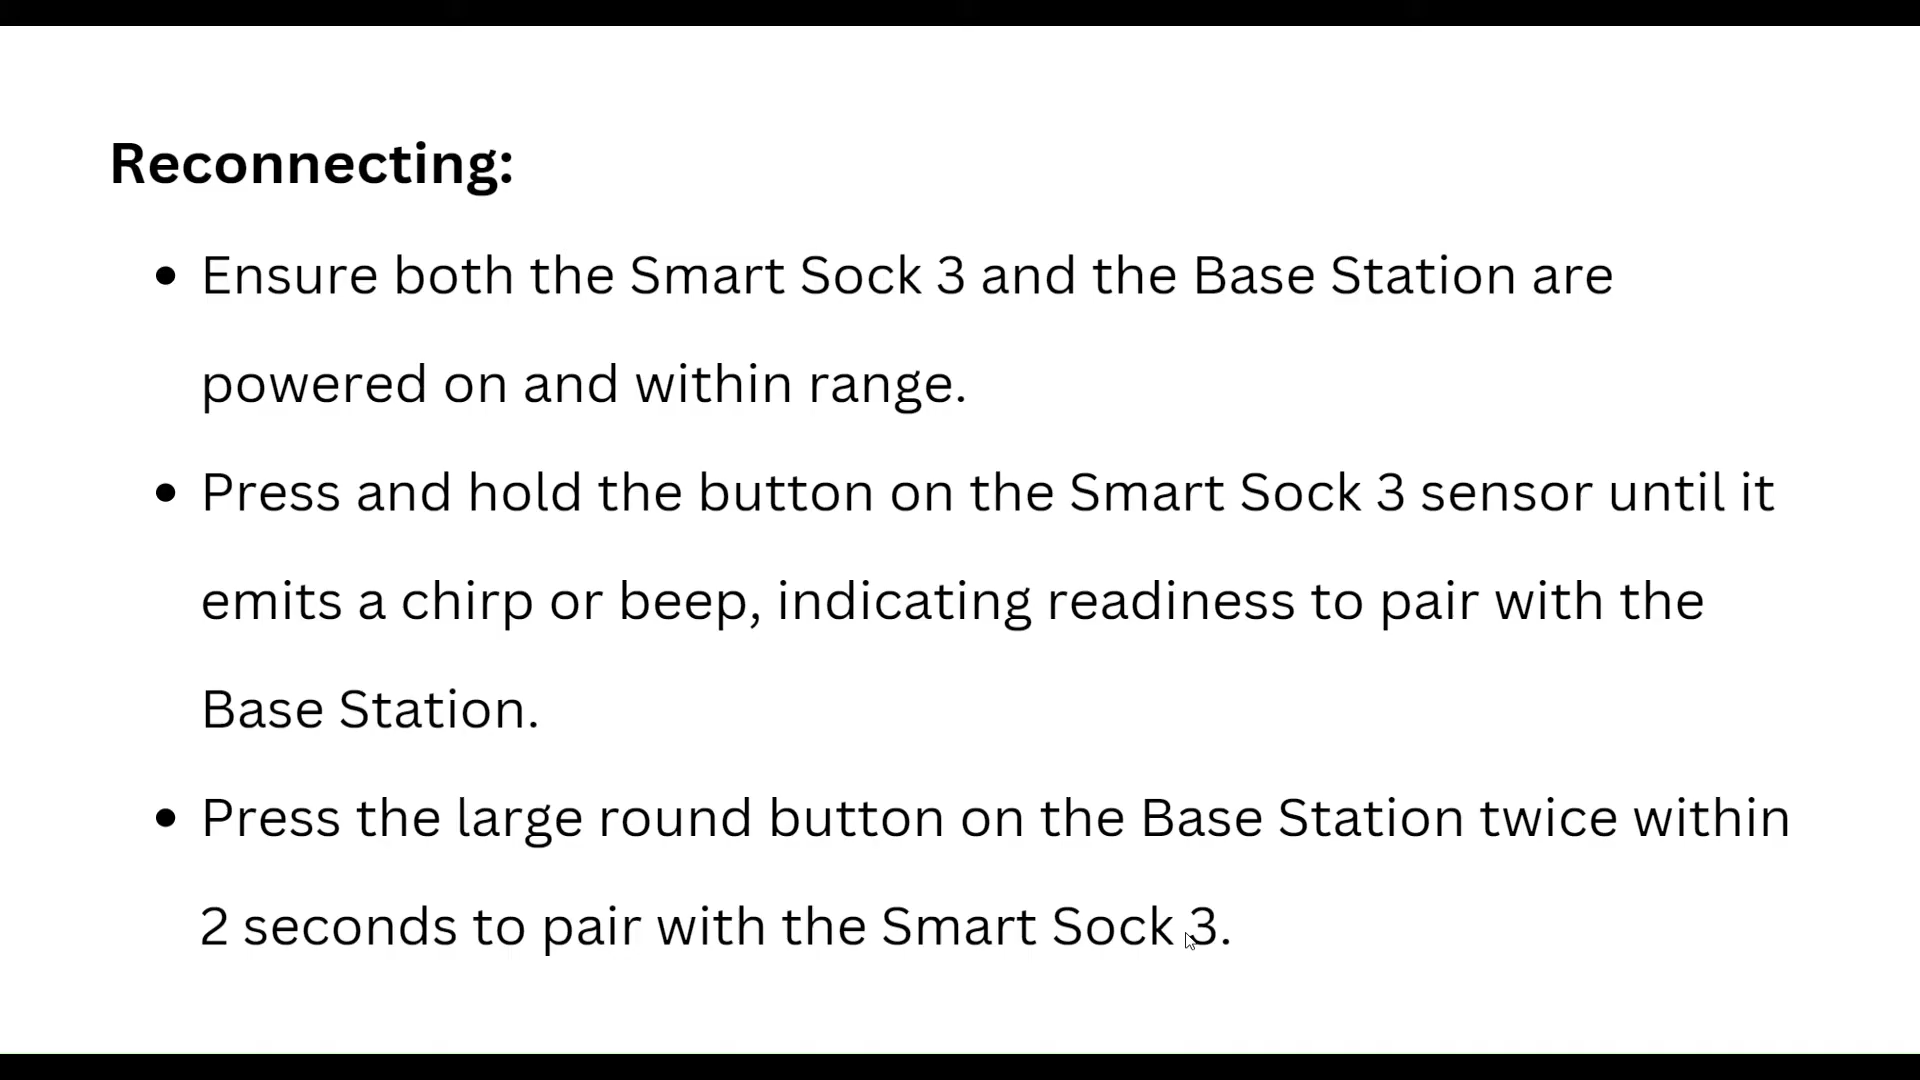 Reconnecting:
• Ensure both the Smart Sock 3 and the Base Station are
powered on and within range.
• Press and hold the button on the Smart Sock 3 sensor until it
emits a chirp or beep, indicating readiness to pair with the
Base Station.
• Press the large round button on the Base Station twice within
2 seconds to pair with the Smart Sock 3.